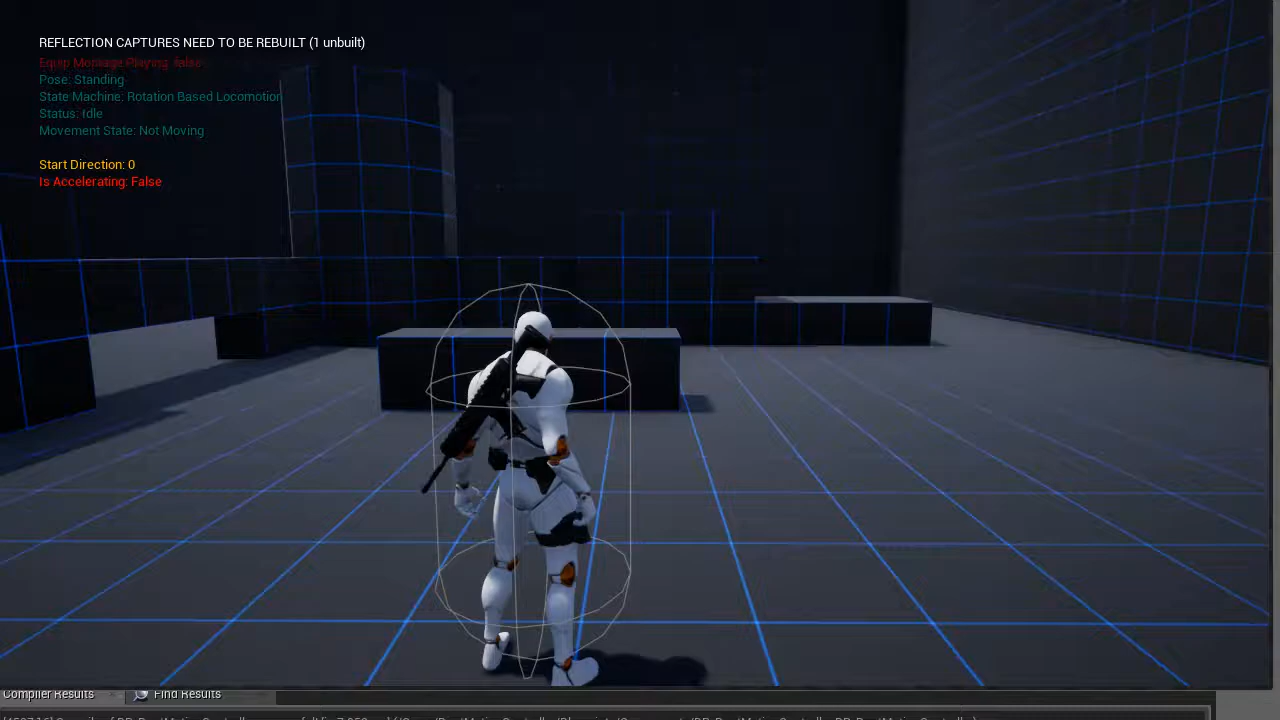 REFLECTION CAPTURES NEED TO BE REBUILT (1 unbuilt)
Equip Montage Playing: false
Pose: Standing
State Machine: Rotation Based Locomotion
Status: Idle
Movement State: Not Moving
Start Direction: 0
Is Accelerating: False
Compiler Results
Find Results